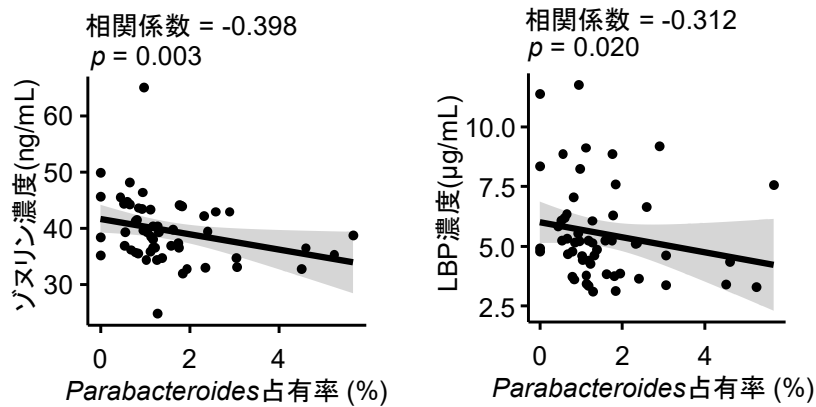 相関係数 = -0.398
p = 0.003
ゾヌリン濃度(ng/mL)
60
50
40
30
0 2 4
Parabacteroides占有率 (%)
相関係数 = -0.312
p = 0.020
LBP濃度(μg/mL)
10.0
7.5
5.0
2.5
0 2 4
Parabacteroides占有率 (%)